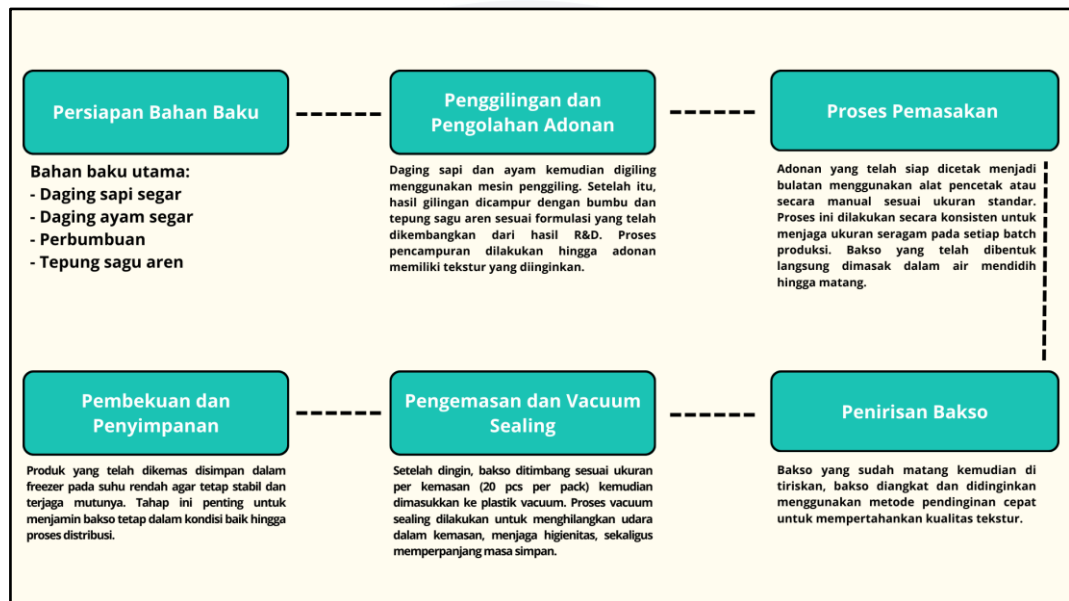 Persiapan Bahan Baku
Bahan baku utama:
- Daging sapi segar
- Daging ayam segar
- Perbumbuan
- Tepung sagu aren
Penggilingan dan
Pengolahan Adonan
Daging sapi dan ayam kemudian digiling
menggunakan mesin penggiling. Setelah itu,
hasil gilingan dicampur dengan bumbu dan
tepung sagu aren sesuai formulasi yang telah
dikembangkan dari hasil R&D. Proses
pencampuran dilakukan hingga adonan
memiliki tekstur yang diinginkan.
Proses Pemasakan
Adonan yang telah siap dicetak menjadi
bulatan menggunakan alat pencetak atau
secara manual sesuai ukuran standar.
Proses ini dilakukan secara konsisten untuk
menjaga ukuran seragam pada setiap batch
produksi. Bakso yang telah dibentuk
langsung dimasak dalam air mendidih
hingga matang.
Penirisan Bakso
Bakso yang sudah matang kemudian di
tiriskan, bakso diangkat dan didinginkan
menggunakan metode pendinginan cepat
untuk mempertahankan kualitas tekstur.
Pengemasan dan Vacuum
Sealing
Setelah dingin, bakso ditimbang sesuai ukuran
per kemasan (20 pcs per pack) kemudian
dimasukkan ke plastik vacuum. Proses vacuum
sealing dilakukan untuk menghilangkan udara
dalam kemasan, menjaga higienitas, sekaligus
memperpanjang masa simpan.
Pembekuan dan
Penyimpanan
Produk yang telah dikemas disimpan dalam
freezer pada suhu rendah agar tetap stabil dan
terjaga mutunya. Tahap ini penting untuk
menjamin bakso tetap dalam kondisi baik hingga
proses distribusi.